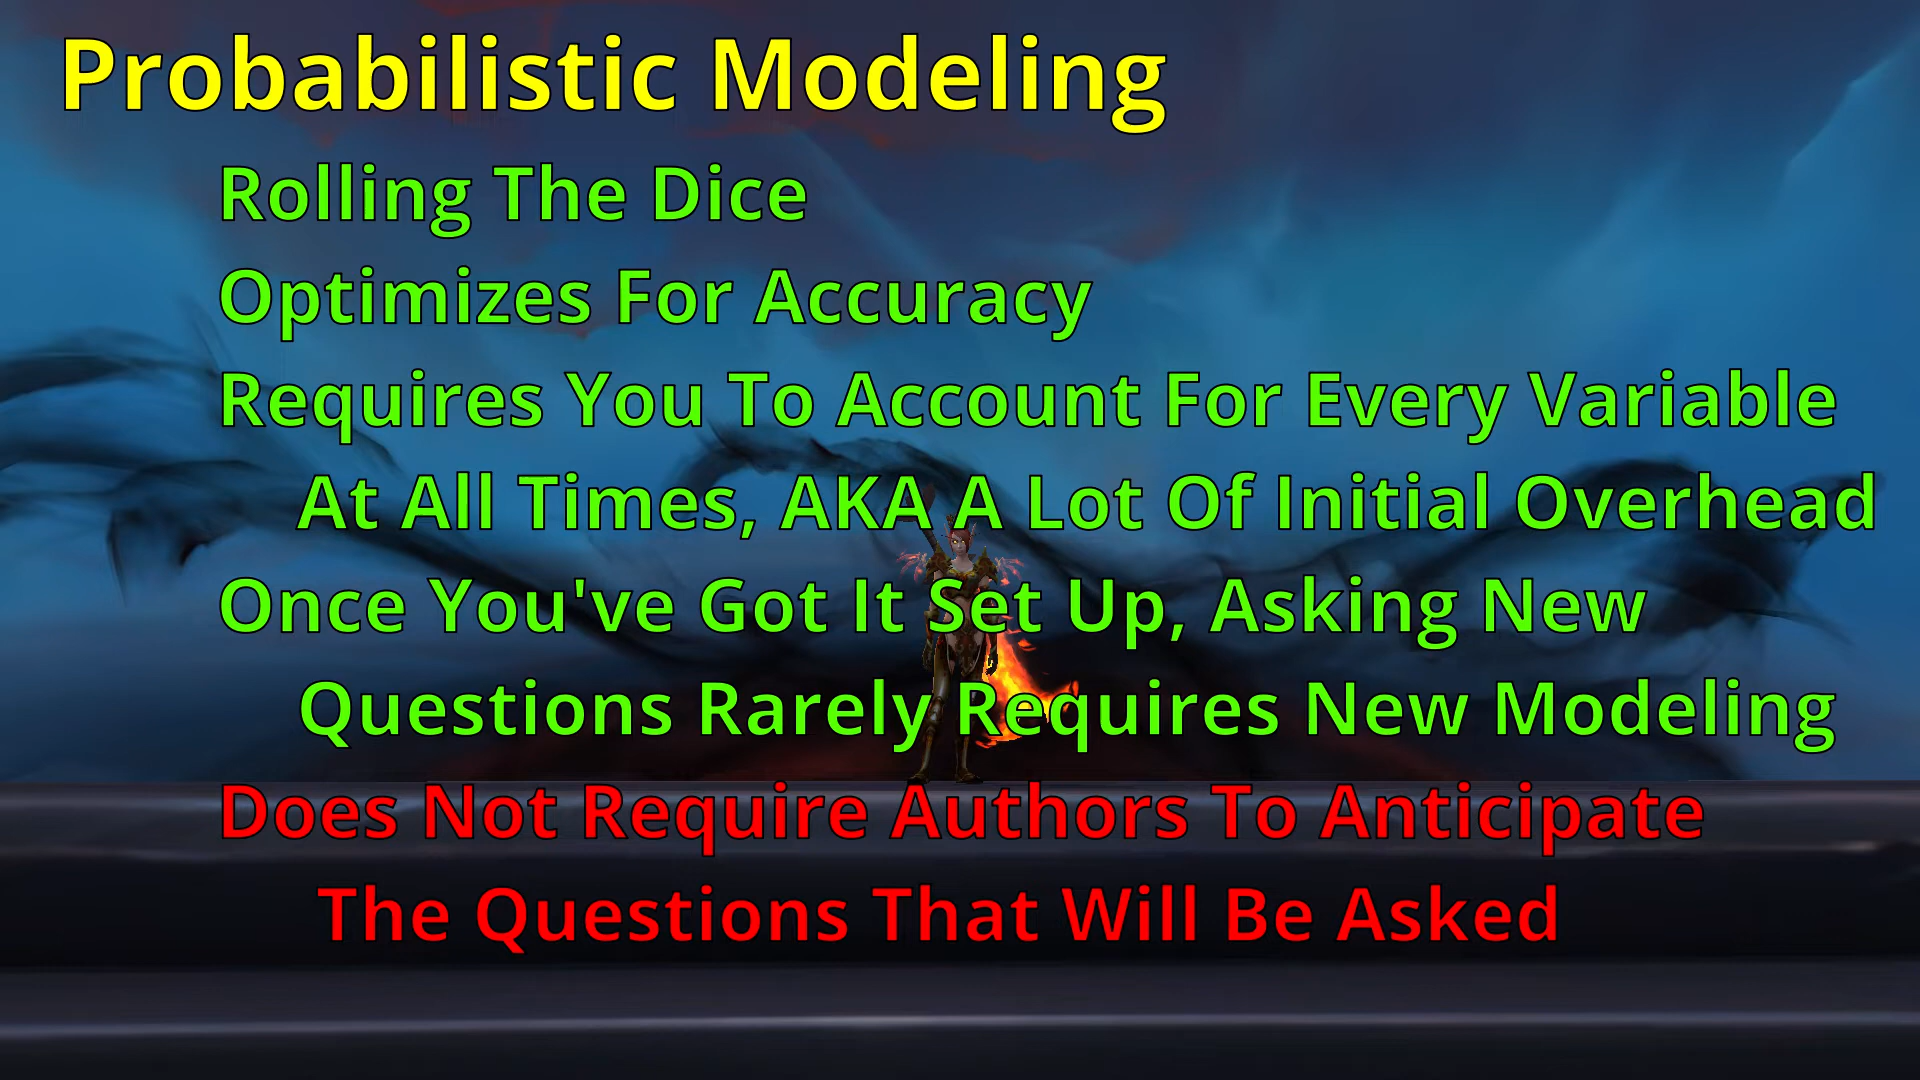 Probabilistic Modeling
Rolling The Dice
Optimizes For Accuracy
Requires You To Account For Every Variable
At All Times, AKA A Lot Of Initial Overhead
Once You've Got It Set Up, Asking New
Questions Rarely Requires New Modeling
Does Not Require Authors To Anticipate
The Questions That Will Be Asked